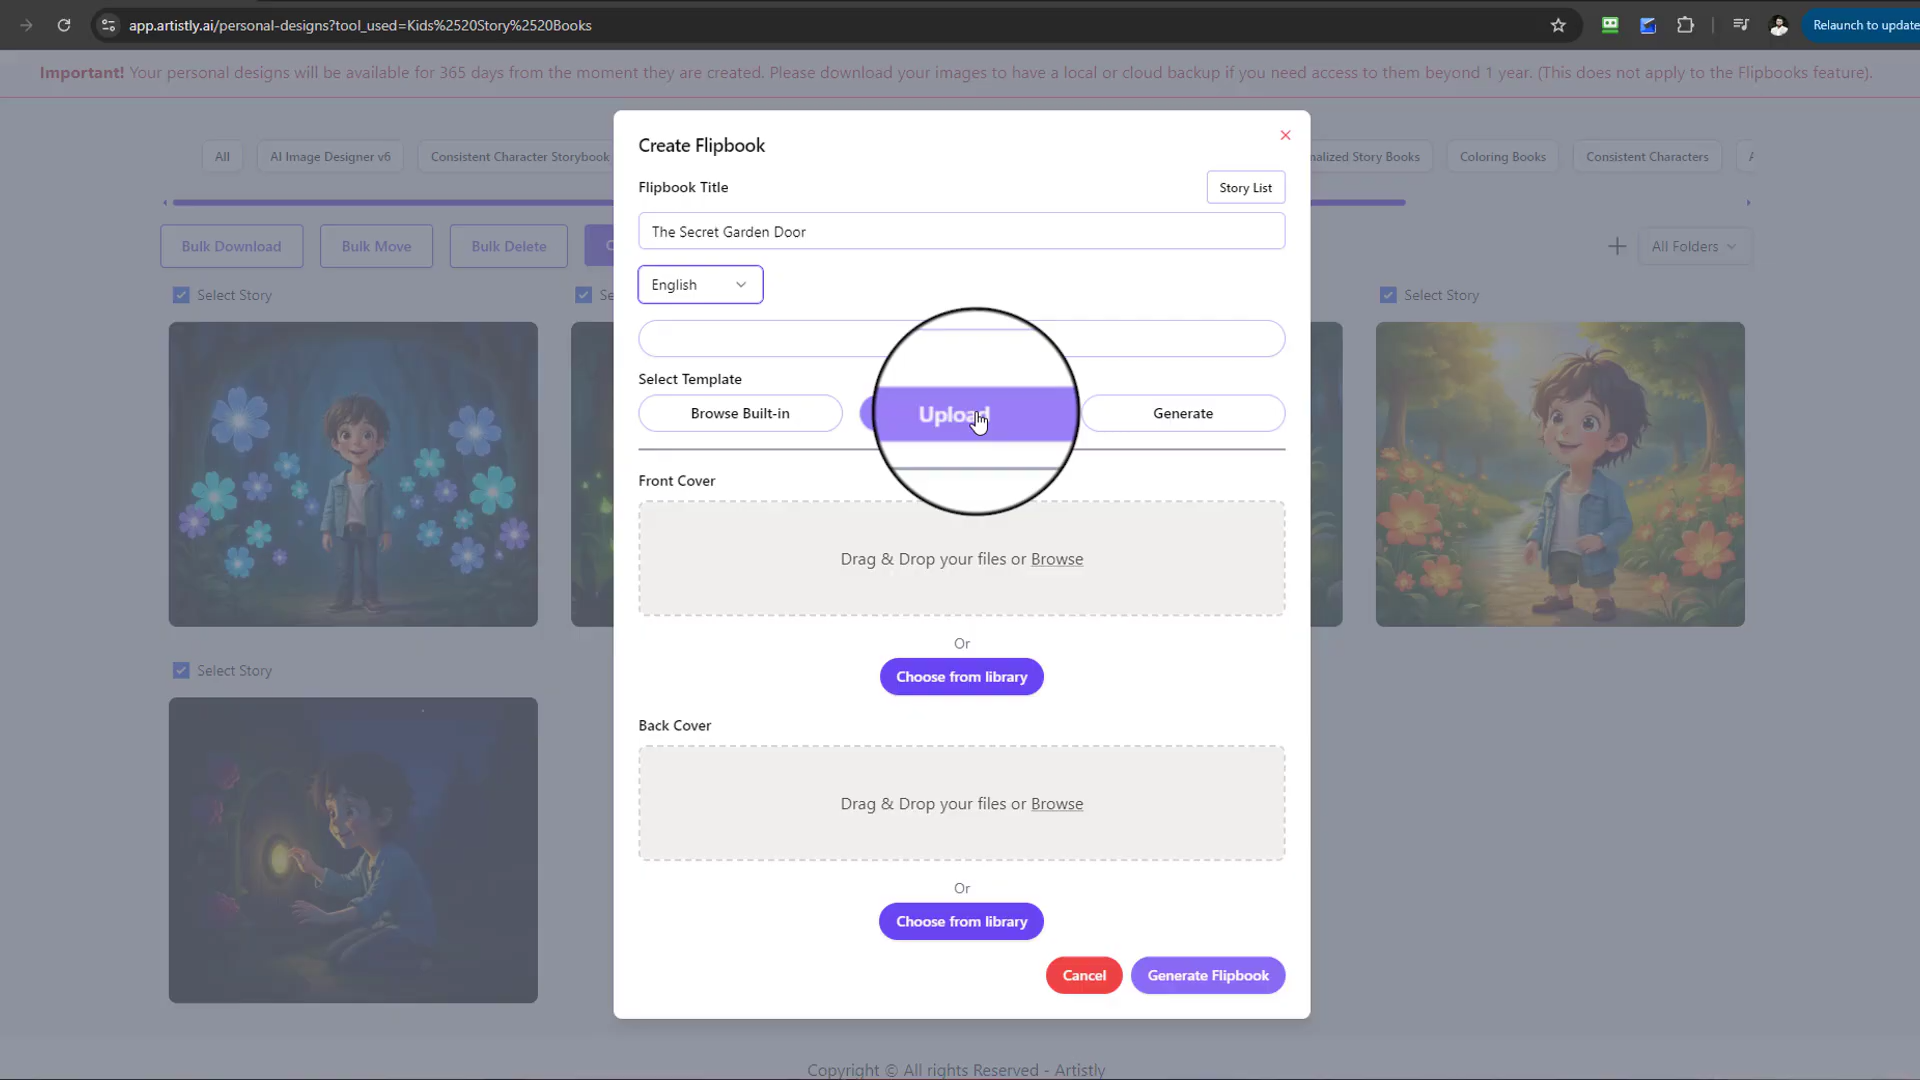 app.artistly.ai/personal-designs?tool_used=Kids%2520Story%2520Books
Relaunch to update
Important! Your personal designs will be available for 365 days from the moment they are created. Please download your images to have a local or cloud backup if you need access to them beyond 1 year. (This does not apply to the Flipbooks feature).
All
AI Image Designer v6
Consistent Character Storybook
nalized Story Books
Coloring Books
Consistent Characters
Bulk Download
Bulk Move
Bulk Delete
All Folders
Select Story
Se
Select Story
Select Story
Create Flipbook
Flipbook Title
Story List
The Secret Garden Door
English
Select Template
Browse Built-in
Upload
Generate
Front Cover
Drag & Drop your files or Browse
Or
Choose from library
Back Cover
Drag & Drop your files or Browse
Or
Choose from library
Cancel
Generate Flipbook
Copyright © All rights Reserved - Artistly